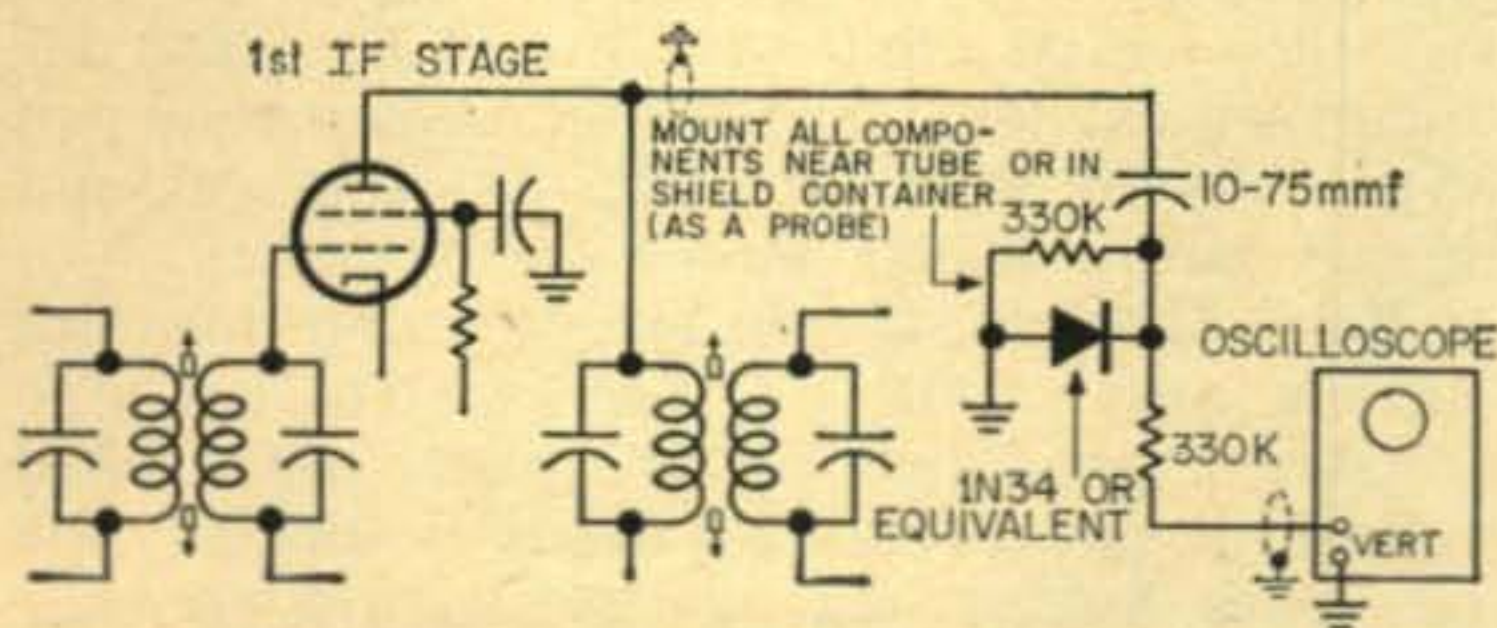 1st IF STAGE
MOUNT ALL COMPO-
NENTS NEAR TUBE OR IN
SHIELD CONTAINER
(AS A PROBE)
10-75mmf
330K
OSCILLOSCOPE
330K
1N34 OR
EQUIVALENT
VERT